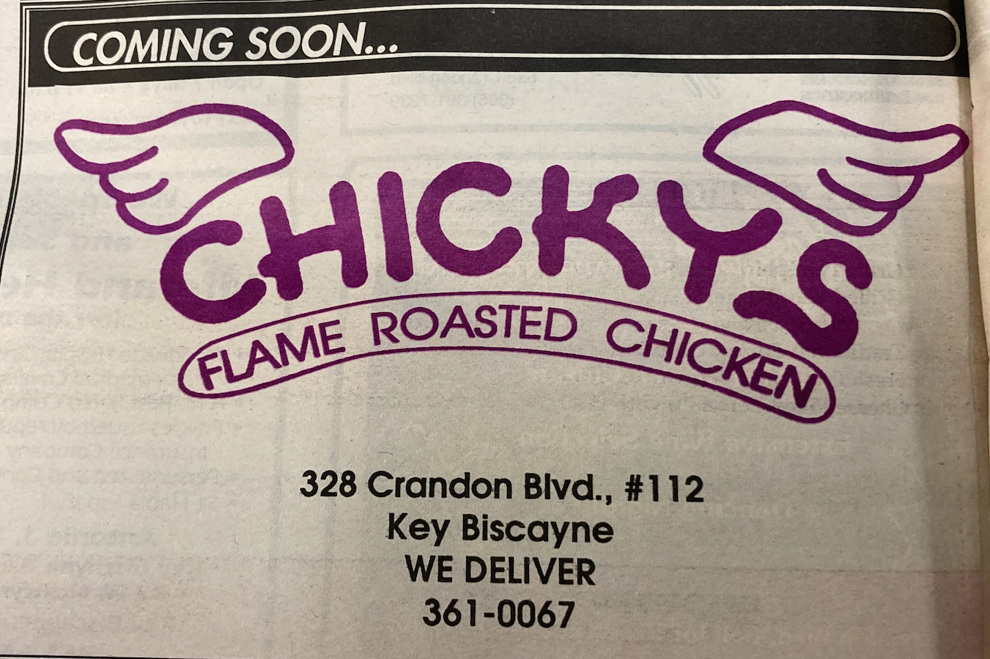 COMING SOON...
CHICKYS
FLAME ROASTED CHICKEN
328 Crandon Blvd., #112
Key Biscayne
WE DELIVER
361-0067